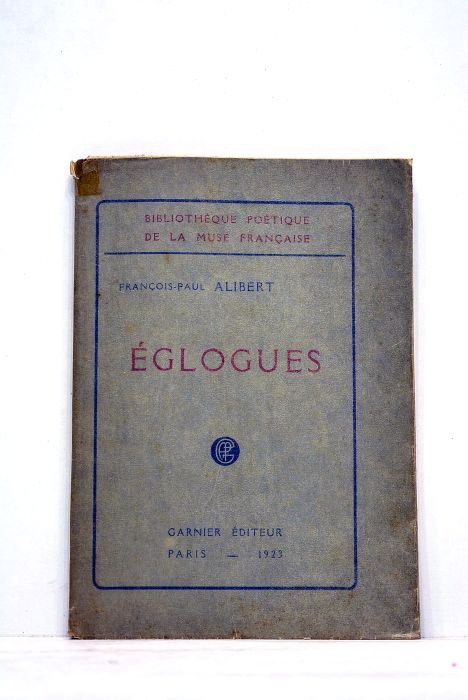 BIBLIOTHÈQUE POÉTIQUE
DE LA MUSE FRANÇAISE
FRANÇOIS-PAUL ALIBERT
ÉGLOGUES
GARNIER ÉDITEUR
PARIS — 1923